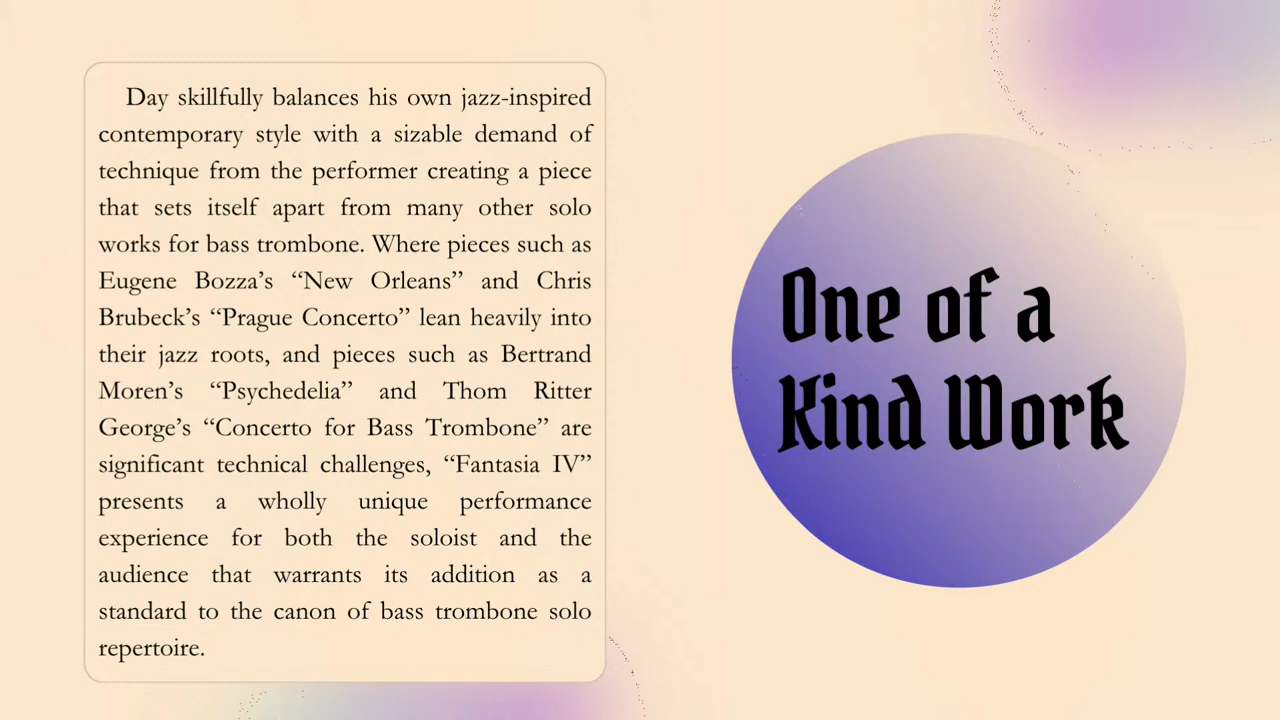 Day skillfully balances his own jazz-inspired
contemporary style with a sizable demand of
technique from the performer creating a piece
that sets itself apart from many other solo
works for bass trombone. Where pieces such as
Eugene Bozza’s “New Orleans” and Chris
Brubeck’s “Prague Concerto” lean heavily into
their jazz roots, and pieces such as Bertrand
Moren’s “Psychedelia” and Thom Ritter
George’s “Concerto for Bass Trombone” are
significant technical challenges, “Fantasia IV”
presents a wholly unique performance
experience for both the soloist and the
audience that warrants its addition as a
standard to the canon of bass trombone solo
repertoire.
One of a
Kind Work